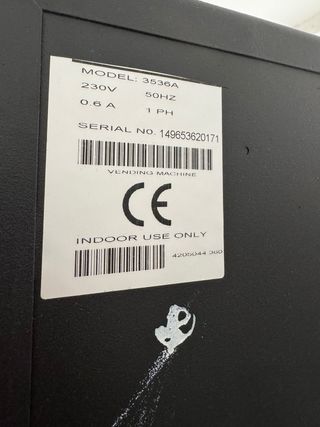 MODEL: 3536A
230V 50HZ
0.6 A 1 PH
SERIAL NO. 149653620171
VENDING MACHINE
CE
INDOOR USE ONLY
4205044 360